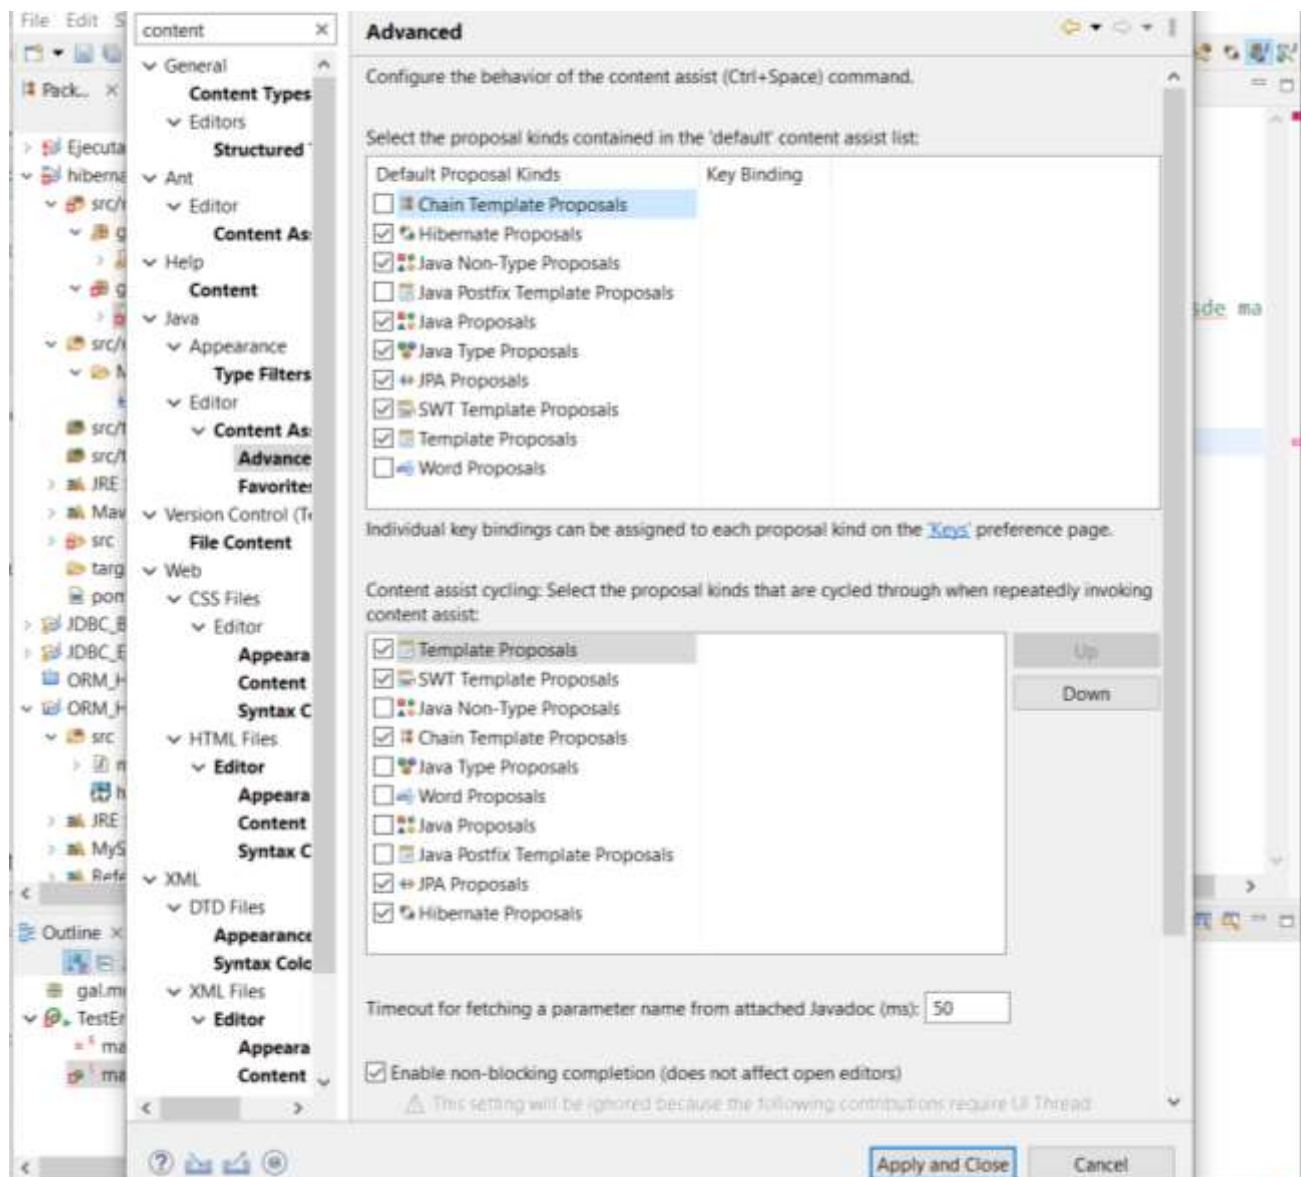 File Edit S
Pack...
Ejecuta
hiberna
src/
g
g
src/
M
src/t
src/t
JRE
Mav
src
targ
pon
JDBC_B
JDBC_E
ORM_H
ORM_H
src
JRE
MyS
Refe
Outline
gal.m
TestEr
ma
ma
content
General
Content Types
Editors
Structured
Ant
Editor
Content As
Help
Content
Java
Appearance
Type Filters
Editor
Content As
Advance
Favorite
Version Control (Te
File Content
Web
CSS Files
Editor
Appeara
Content
Syntax C
HTML Files
Editor
Appeara
Content
Syntax C
XML
DTD Files
Appearance
Syntax Colo
XML Files
Editor
Appeara
Content
Advanced
Configure the behavior of the content assist (Ctrl+Space) command.
Select the proposal kinds contained in the 'default' content assist list:
Default Proposal Kinds Key Binding
Chain Template Proposals
Hibernate Proposals
Java Non-Type Proposals
Java Postfix Template Proposals
Java Proposals
Java Type Proposals
JPA Proposals
SWT Template Proposals
Template Proposals
Word Proposals
Individual key bindings can be assigned to each proposal kind on the 'Keys' preference page.
Content assist cycling: Select the proposal kinds that are cycled through when repeatedly invoking
content assist:
Template Proposals
SWT Template Proposals
Java Non-Type Proposals
Chain Template Proposals
Java Type Proposals
Word Proposals
Java Proposals
Java Postfix Template Proposals
JPA Proposals
Hibernate Proposals
Up
Down
Timeout for fetching a parameter name from attached Javadoc (ms): 50
Enable non-blocking completion (does not affect open editors)
This setting will be ignored because the following contributions require UI Thread
Apply and Close Cancel
sde ma